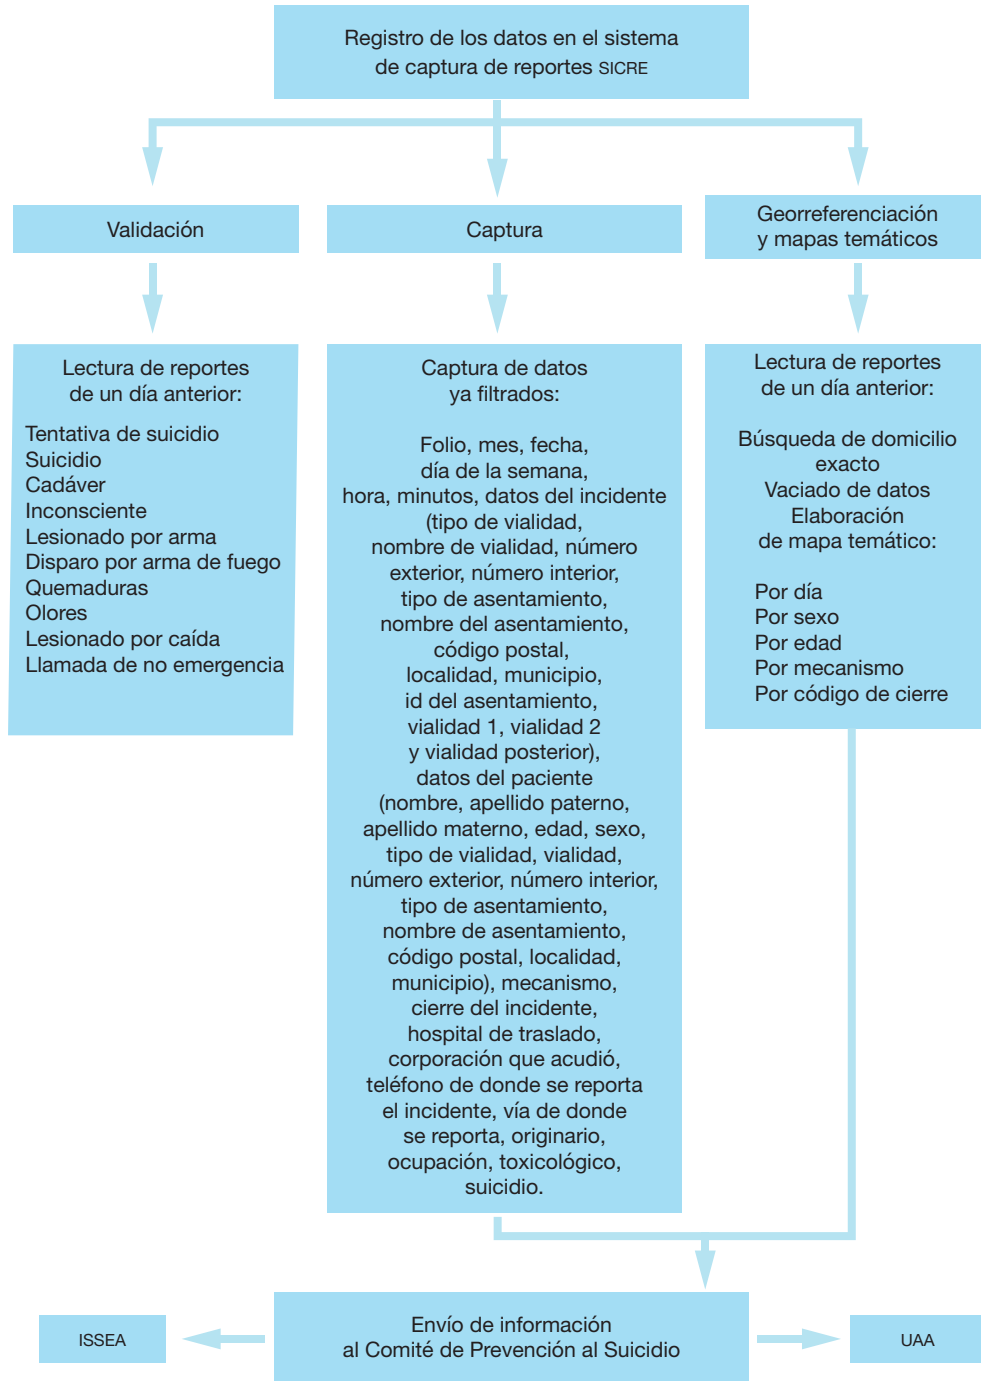 Registro de los datos en el sistema
de captura de reportes SICRE
Validación
Captura
Georreferenciación
y mapas temáticos
Lectura de reportes
de un día anterior:
Tentativa de suicidio
Suicidio
Cadáver
Inconsciente
Lesionado por arma
Disparo por arma de fuego
Quemaduras
Olores
Lesionado por caída
Llamada de no emergencia
Captura de datos
ya filtrados:
Folio, mes, fecha,
día de la semana,
hora, minutos, datos del incidente
(tipo de vialidad,
nombre de vialidad, número
exterior, número interior,
tipo de asentamiento,
nombre del asentamiento,
código postal,
localidad, municipio,
id del asentamiento,
vialidad 1, vialidad 2
y vialidad posterior),
datos del paciente
(nombre, apellido paterno,
apellido materno, edad, sexo,
tipo de vialidad, vialidad,
número exterior, número interior,
tipo de asentamiento,
nombre de asentamiento,
código postal, localidad,
municipio), mecanismo,
cierre del incidente,
hospital de traslado,
corporación que acudió,
teléfono de donde se reporta
el incidente, vía de donde
se reporta, originario,
ocupación, toxicológico,
suicidio.
Lectura de reportes
de un día anterior:
Búsqueda de domicilio
exacto
Vaciado de datos
Elaboración
de mapa temático:
Por día
Por sexo
Por edad
Por mecanismo
Por código de cierre
ISSEA
Envío de información
al Comité de Prevención al Suicidio
UAA